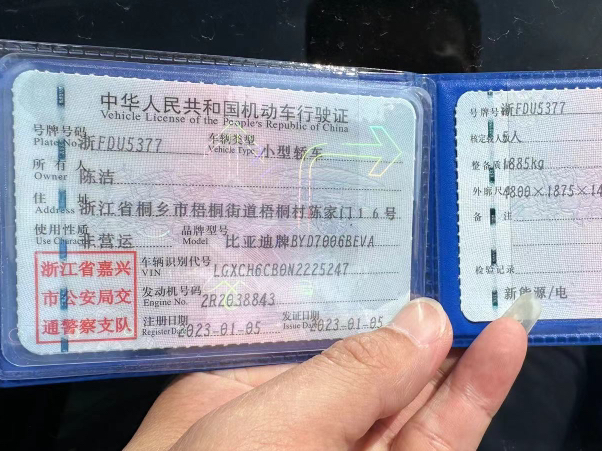 中华人民共和国机动车行驶证
Vehicle License of the People's Republic of China
号牌号码 浙FDU5377 车辆类型 小型轿车
Plate No. Vehicle Type
所有人 陈洁
Owner
住址 浙江省桐乡市梧桐街道梧桐村陈家门16号
Address
使用性质 非营运 品牌型号 比亚迪牌BYD7006BEVA
Use Character Model
浙江省嘉兴
市公安局交
通警察支队
车辆识别代号 LGXCH6CB0N2225247
VIN
发动机号码 2R2038843
Engine No.
注册日期 2023-01-05 发证日期 2023-01-05
Register Date Issue Date
号牌号码 浙FDU5377
核定载人数 5人
整备质量 1885kg
外廓尺寸 4800×1875×14
备注
检验记录
新能源/电